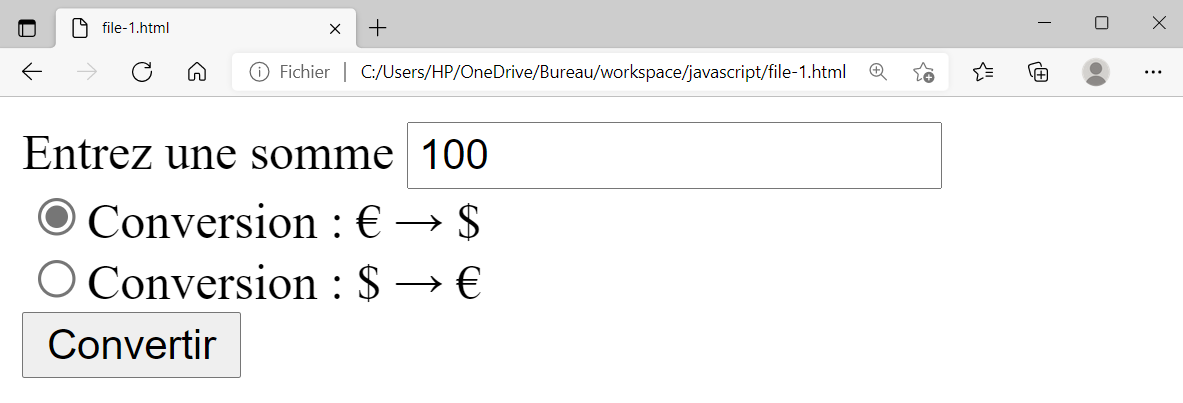 file-1.html
Fichier | C:/Users/HP/OneDrive/Bureau/workspace/javascript/file-1.html
Entrez une somme 100
Conversion : € → $
Conversion : $ → €
Convertir